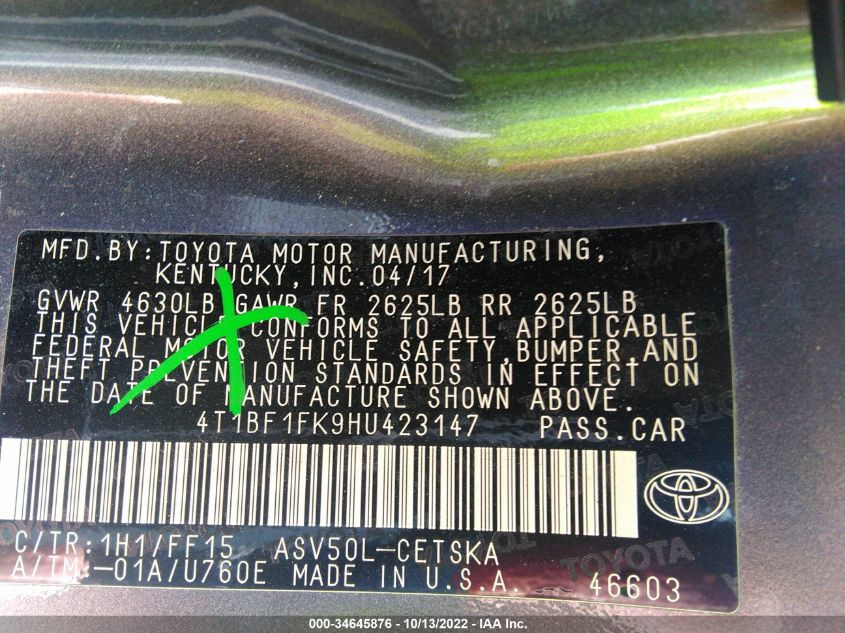 MFD.BY:TOYOTA MOTOR MANUFACTURING,
KENTUCKY,INC.04/17
GVWR 4630LB GAWR FR 2625LB RR 2625LB
THIS VEHICLE CONFORMS TO ALL APPLICABLE
FEDERAL MOTOR VEHICLE SAFETY,BUMPER,AND
THEFT PREVENTION STANDARDS IN EFFECT ON
THE DATE OF MANUFACTURE SHOWN ABOVE.
4T1BF1FK9HU423147 PASS.CAR
C/TR:1H1/FF15 ASV50L-CETSKA
A/TM:-01A/U760E MADE IN U.S.A. 46603
TOYOTA
000-34645876 - 10/13/2022 - IAA Inc.